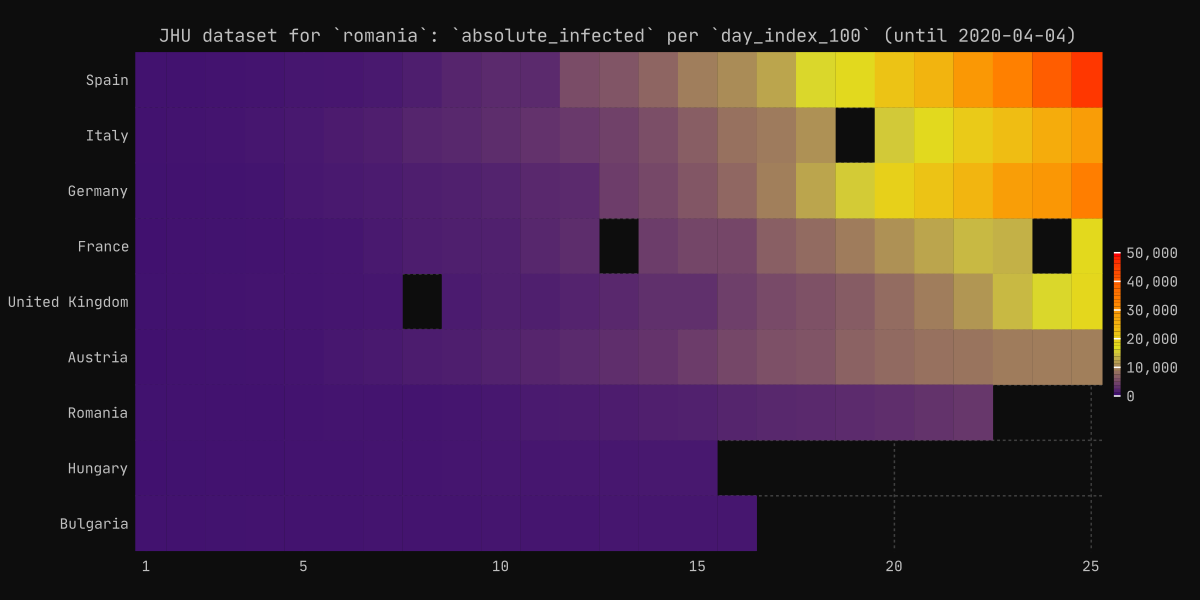 JHU dataset for `romania`: `absolute_infected` per `day_index_100` (until 2020-04-04)
Spain
Italy
Germany
France
United Kingdom
Austria
Romania
Hungary
Bulgaria
1 5 10 15 20 25
50,000
40,000
30,000
20,000
10,000
0